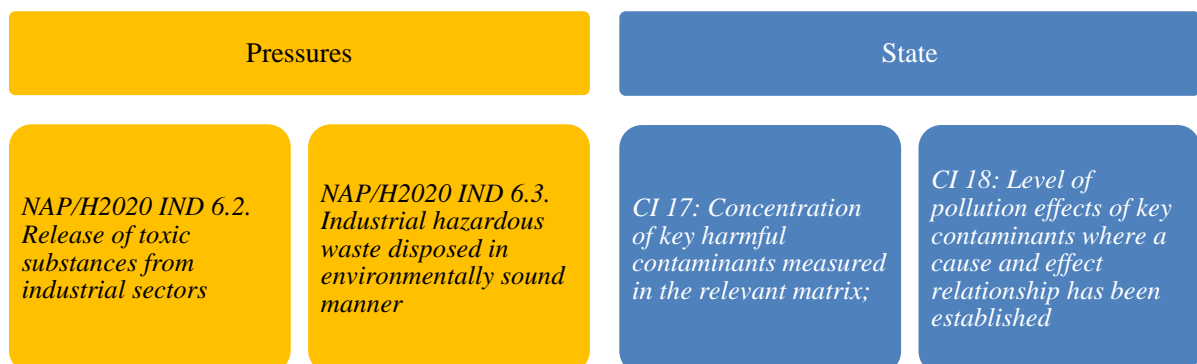 Pressures
State
NAP/H2020 IND 6.2.
Release of toxic
substances from
industrial sectors
NAP/H2020 IND 6.3.
Industrial hazardous
waste disposed in
environmentally sound
manner
CI 17: Concentration
of key harmful
contaminants measured
in the relevant matrix;
CI 18: Level of
pollution effects of key
contaminants where a
cause and effect
relationship has been
established